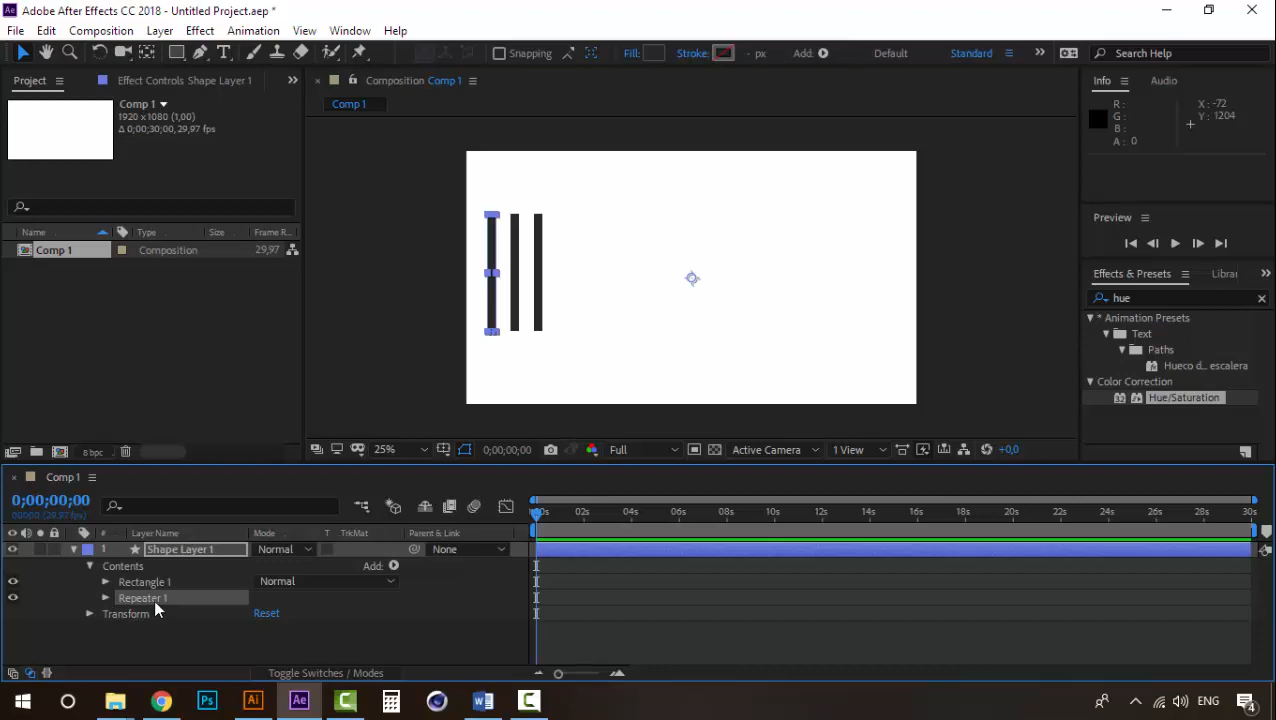 Adobe After Effects CC 2018 - Untitled Project.aep *
File Edit Composition Layer Effect Animation View Window Help
Snapping Fill: Stroke: - px Add: Default Standard Search Help
Project Effect Controls Shape Layer 1
Composition Comp 1
Info Audio
Comp 1
1920 x 1080 (1,00)
Δ 0;00;30;00, 29,97 fps
Comp 1
R : X : -72
G : Y : 1204
B :
A : 0
Name Type Size Frame R...
Comp 1 Composition 29,97
Preview
Effects & Presets Librar
hue
* Animation Presets
Text
Paths
Hueco d... escalera
Color Correction
Hue/Saturation
8 bpc
25% 0;00;00;00 Full Active Camera 1 View +0,0
Comp 1
0;00;00;00
00000 (29.97 fps)
:00s 02s 04s 06s 08s 10s 12s 14s 16s 18s 20s 22s 24s 26s 28s 30s
# Layer Name Mode T TrkMat Parent & Link
1 Shape Layer 1 Normal None
Contents Add:
Rectangle 1 Normal
Repeater 1
Transform Reset
Toggle Switches / Modes
Ps Ai Ae ENG 4